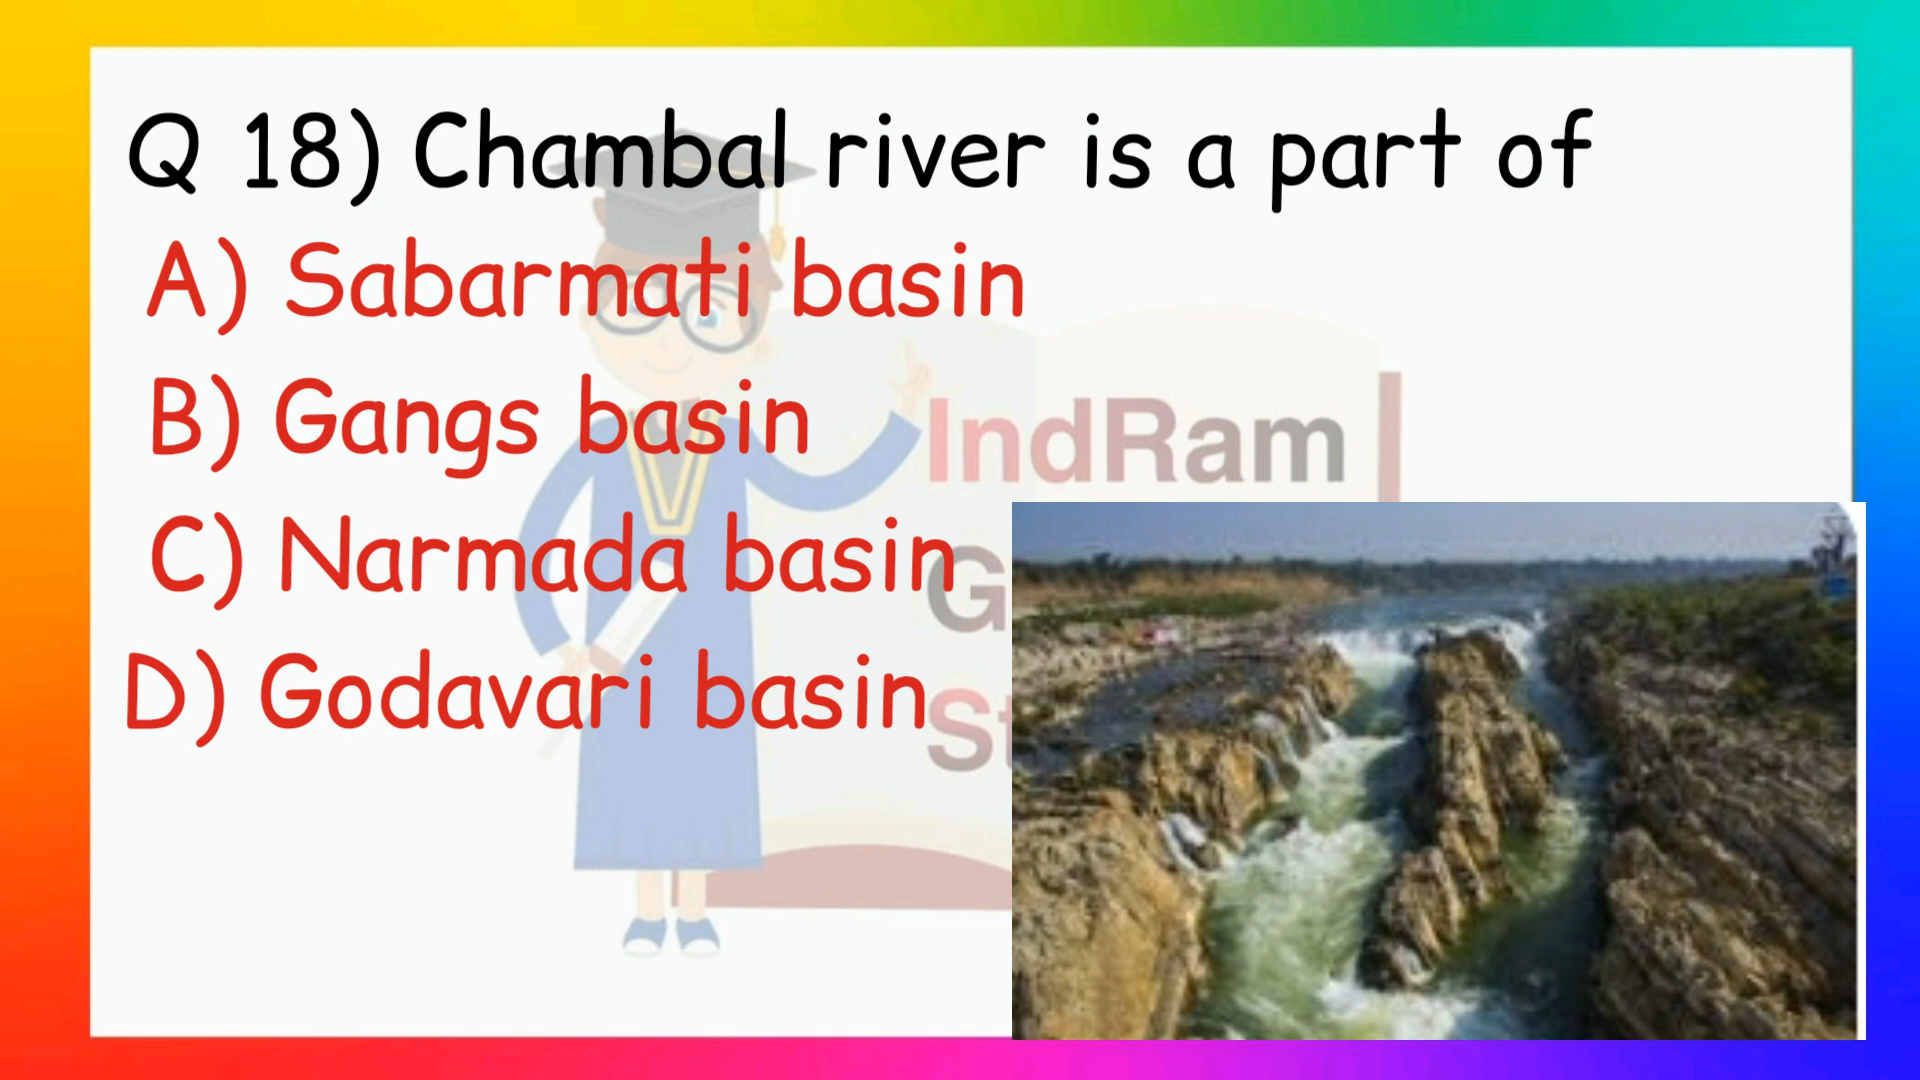 Q 18) Chambal river is a part of
A) Sabarmati basin
B) Gangs basin
IndRam
C) Narmada basin
G
D) Godavari basin
St